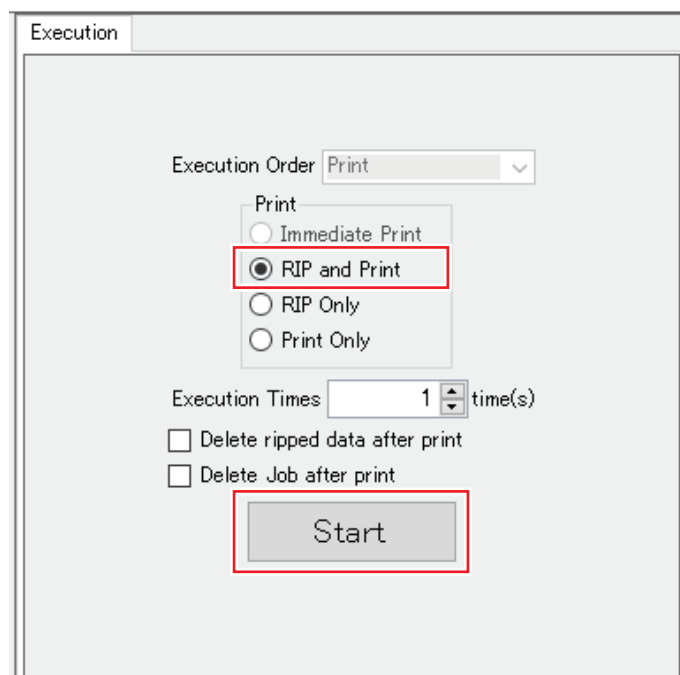 Execution
Execution Order Print
Print
Immediate Print
RIP and Print
RIP Only
Print Only
Execution Times 1 time(s)
Delete ripped data after print
Delete Job after print
Start